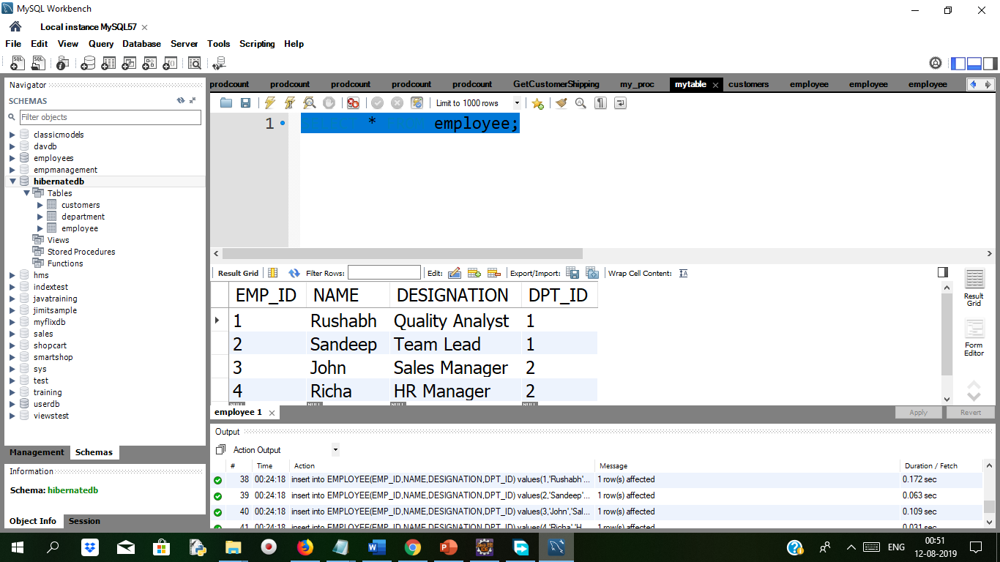 MySQL Workbench
Local instance MySQL57
File Edit View Query Database Server Tools Scripting Help
Navigator
SCHEMAS
Filter objects
classicmodels
davdb
employees
empmanagement
hibernatedb
Tables
customers
department
employee
Views
Stored Procedures
Functions
hms
indextest
javatraining
jimitsample
myflixdb
sales
shopcart
smartshop
sys
test
training
userdb
viewstest
Management Schemas
Information
Schema: hibernatedb
Object Info Session
prodcount prodcount prodcount prodcount prodcount GetCustomerShipping my_proc mytable customers employee employee employee
Limit to 1000 rows
1 * employee;
Result Grid Filter Rows: Edit: Export/Import: Wrap Cell Content:
EMP_ID NAME DESIGNATION DPT_ID
1 Rushabh Quality Analyst 1
2 Sandeep Team Lead 1
3 John Sales Manager 2
4 Richa HR Manager 2
Result Grid
Form Editor
employee 1
Apply Revert
Output
Action Output
# Time Action Message Duration / Fetch
38 00:24:18 insert into EMPLOYEE(EMP_ID,NAME,DESIGNATION,DPT_ID) values(1,'Rushabh'... 1 row(s) affected 0.172 sec
39 00:24:18 insert into EMPLOYEE(EMP_ID,NAME,DESIGNATION,DPT_ID) values(2,'Sandeep'... 1 row(s) affected 0.063 sec
40 00:24:18 insert into EMPLOYEE(EMP_ID,NAME,DESIGNATION,DPT_ID) values(3,'John','Sal... 1 row(s) affected 0.109 sec
41 00:24:18 insert into EMPLOYEE(EMP_ID,NAME,DESIGNATION,DPT_ID) values(4,'Richa','H... 1 row(s) affected 0.031 sec
ENG
00:51
12-08-2019